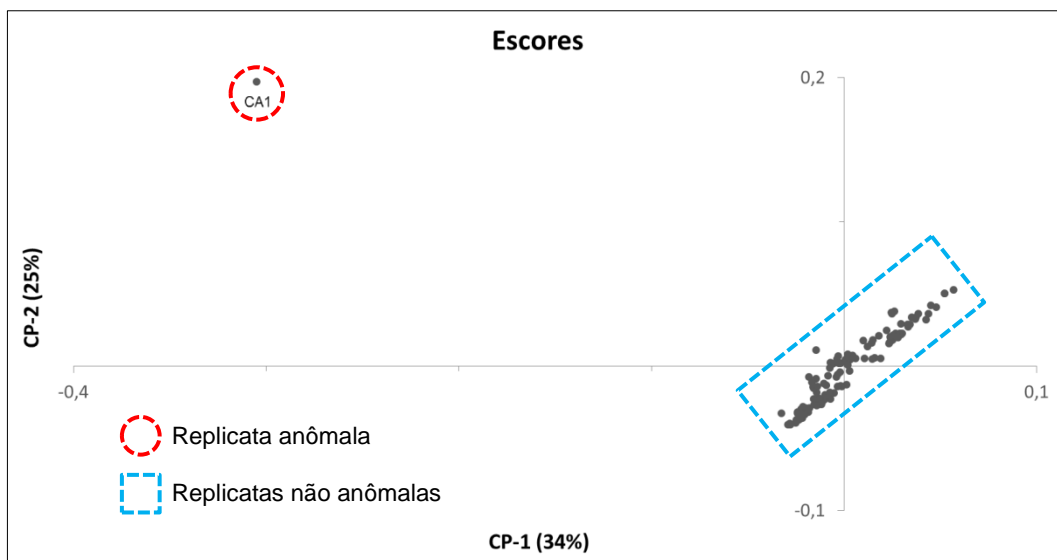 Escores
CA1
0,2
CP-2 (25%)
-0,4
0,1
Replicata anômala
Replicatas não anômalas
-0,1
CP-1 (34%)